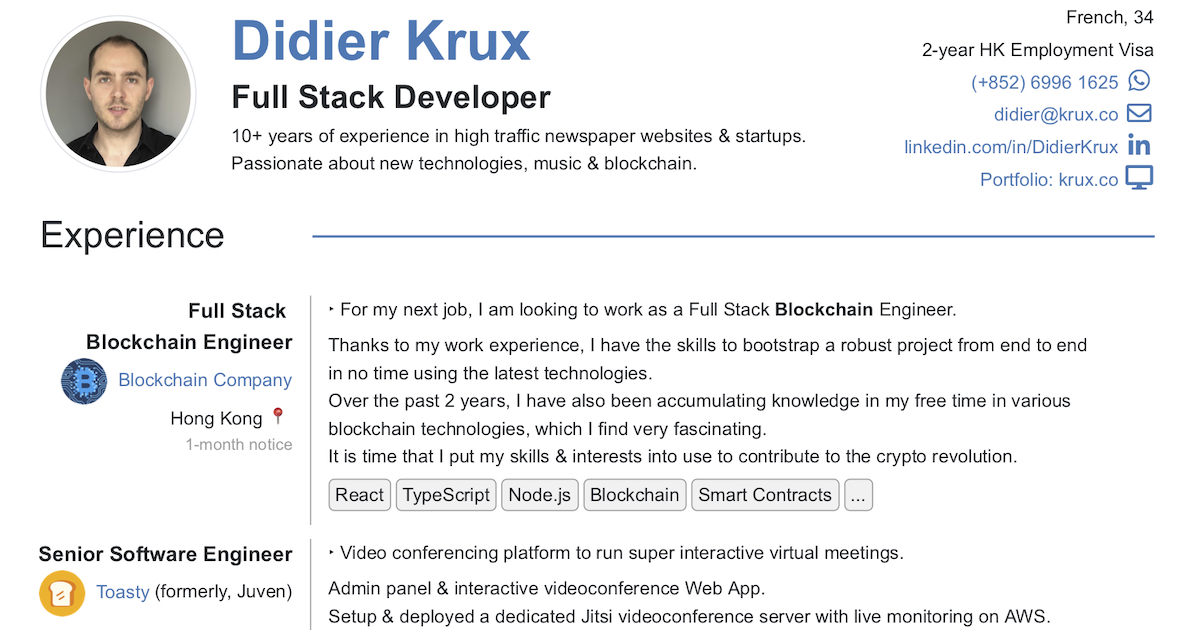 Didier Krux
Full Stack Developer
10+ years of experience in high traffic newspaper websites & startups.
Passionate about new technologies, music & blockchain.
French, 34
2-year HK Employment Visa
(+852) 6996 1625
didier@krux.co
linkedin.com/in/DidierKrux
Portfolio: krux.co
Experience
Full Stack
Blockchain Engineer
Blockchain Company
Hong Kong 📍
1-month notice
‣ For my next job, I am looking to work as a Full Stack Blockchain Engineer.
Thanks to my work experience, I have the skills to bootstrap a robust project from end to end
in no time using the latest technologies.
Over the past 2 years, I have also been accumulating knowledge in my free time in various
blockchain technologies, which I find very fascinating.
It is time that I put my skills & interests into use to contribute to the crypto revolution.
React TypeScript Node.js Blockchain Smart Contracts ...
Senior Software Engineer
Toasty (formerly, Juven)
‣ Video conferencing platform to run super interactive virtual meetings.
Admin panel & interactive videoconference Web App.
Setup & deployed a dedicated Jitsi videoconference server with live monitoring on AWS.